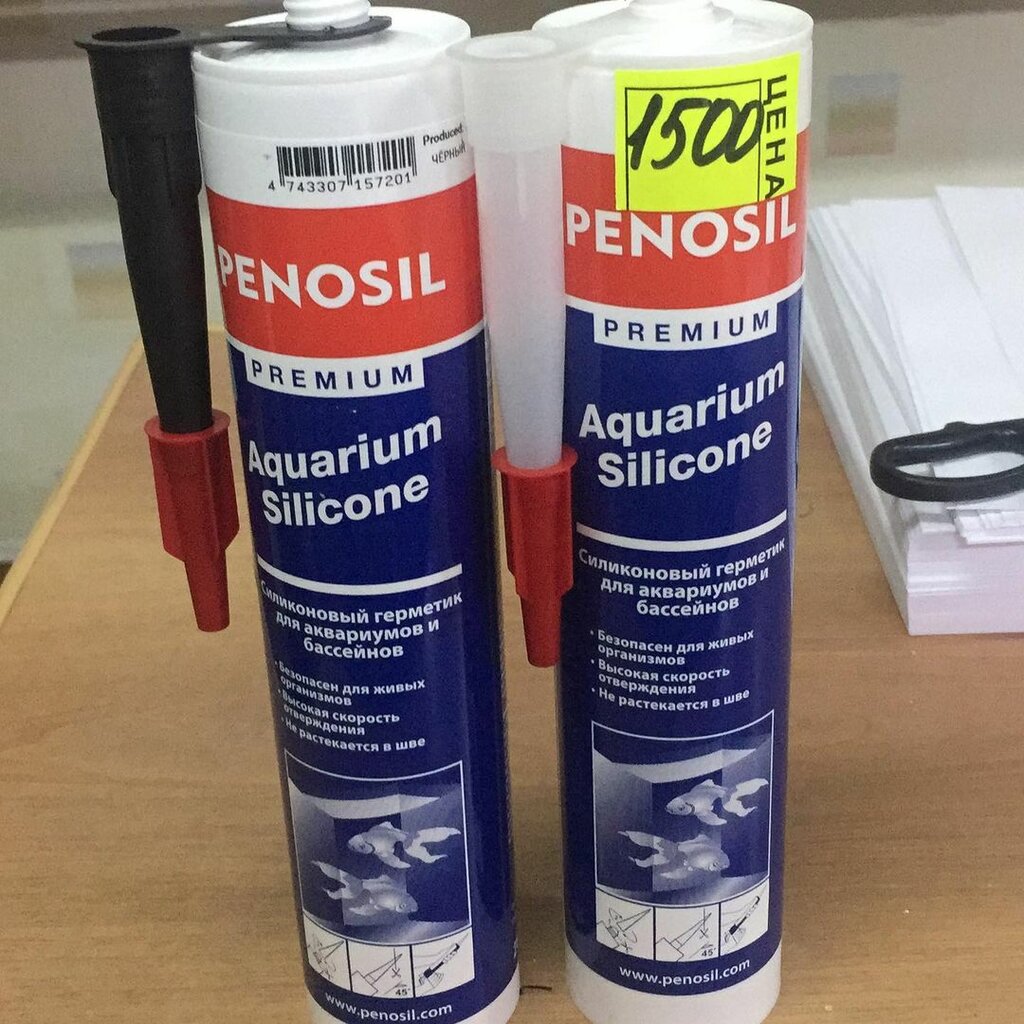 4 743307 157201
Produced:
ЧЁРНЫЙ
PENOSIL
PREMIUM
Aquarium
Silicone
Силиконовый герметик
для аквариумов и
бассейнов
• Безопасен для живых
организмов
• Высокая скорость
отверждения
• Не растекается в шве
45°
www.penosil.com
1500
ЦЕНА
PENOSIL
PREMIUM
Aquarium
Silicone
Силиконовый герметик
для аквариумов и
бассейнов
• Безопасен для живых
организмов
• Высокая скорость
отверждения
• Не растекается в шве
45°
www.penosil.com